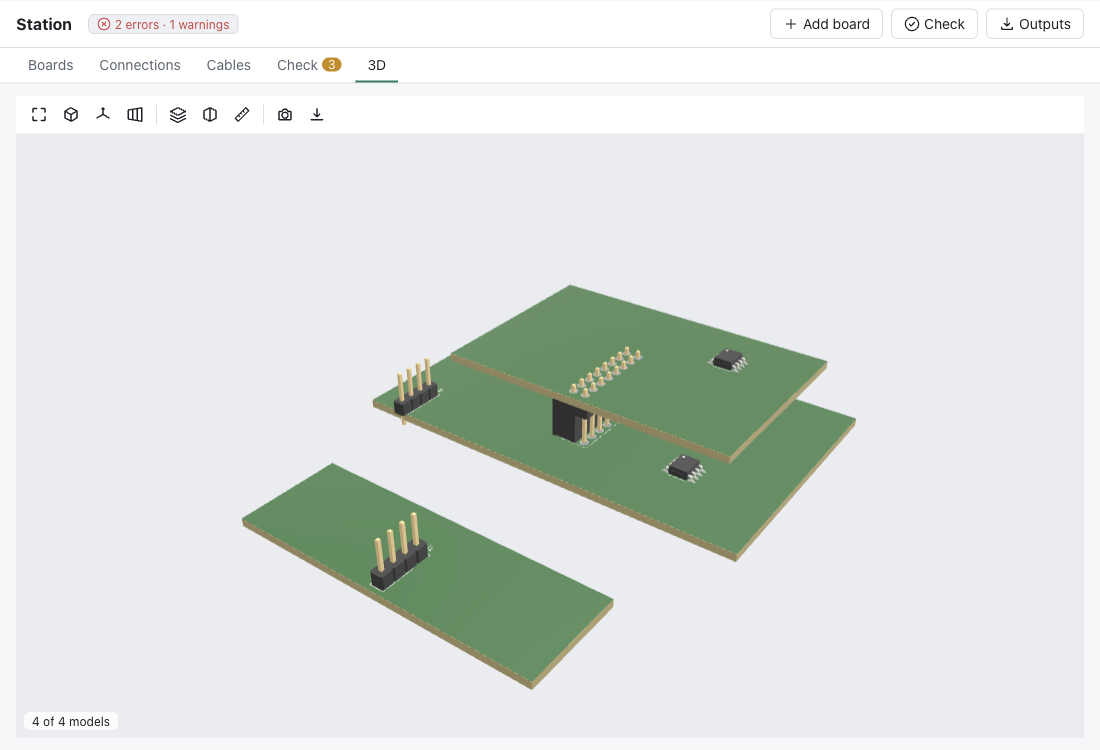 Station
2 errors · 1 warnings
Add board
Check
Outputs
Boards
Connections
Cables
Check 3
3D
4 of 4 models